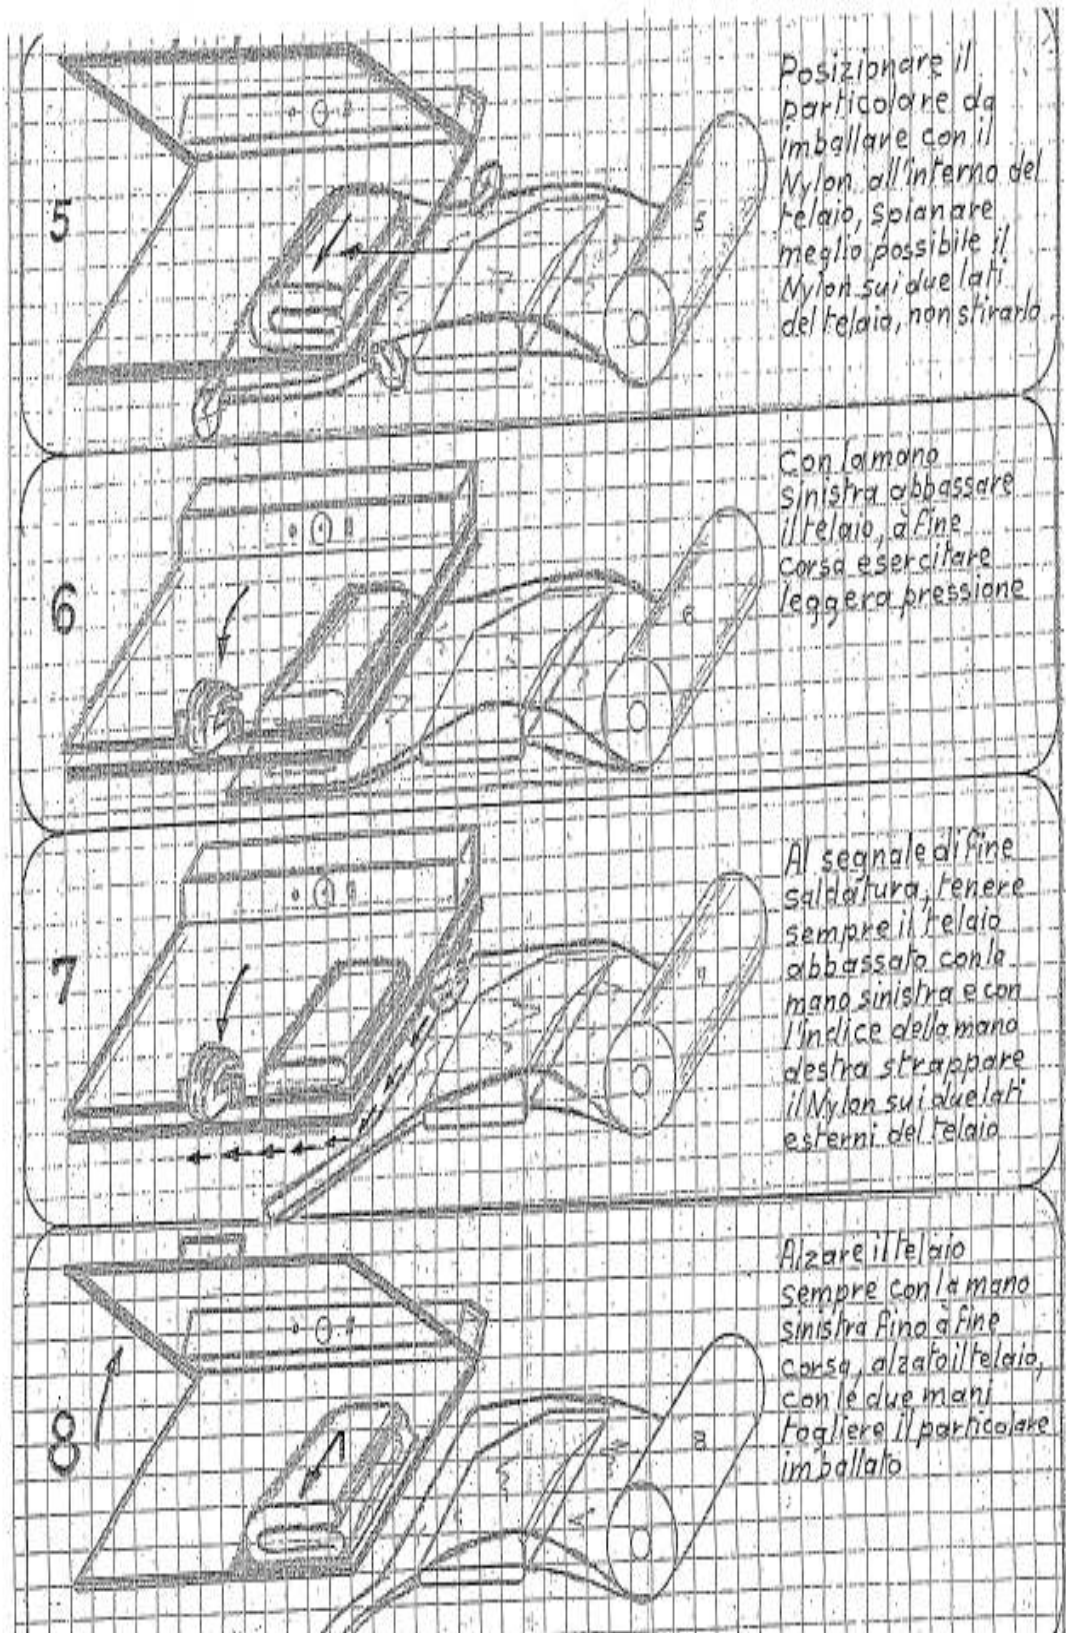 5
Posizionare il
particolare da
imballare con il
Nylon all'interno del
telaio, spianare
meglio possibile il
Nylon sui due lati
del telaio, non stirarlo.
5
6
Con la mano
sinistra abbassare
il telaio, à fine
corsa esercitare
leggera pressione
6
7
Al segnale di fine
saldatura, tenere
sempre il telaio
abbassato con la
mano sinistra e con
l'indice della mano
destra strappare
il Nylon sui due lati
esterni del telaio
8
Alzare il telaio
sempre con la mano
sinistra fino à fine
corsa, alzato il telaio,
con le due mani
togliere il particolare
imballato
8